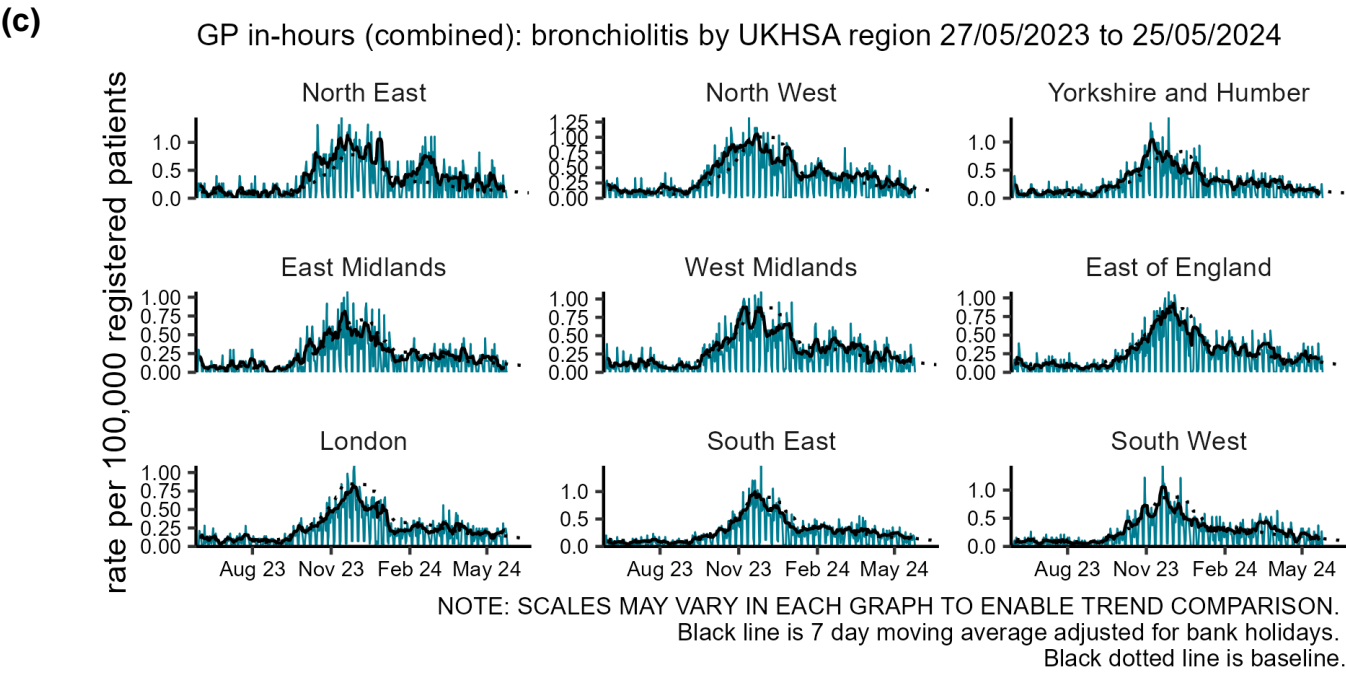 (c)
GP in-hours (combined): bronchiolitis by UKHSA region 27/05/2023 to 25/05/2024
rate per 100,000 registered patients
North East
1.0
0.5
0.0
North West
1.25
1.00
0.75
0.50
0.25
0.00
Yorkshire and Humber
1.0
0.5
0.0
East Midlands
1.00
0.75
0.50
0.25
0.00
West Midlands
1.00
0.75
0.50
0.25
0.00
East of England
1.00
0.75
0.50
0.25
0.00
London
1.00
0.75
0.50
0.25
0.00
South East
1.0
0.5
0.0
South West
1.0
0.5
0.0
Aug 23 Nov 23 Feb 24 May 24
Aug 23 Nov 23 Feb 24 May 24
Aug 23 Nov 23 Feb 24 May 24
NOTE: SCALES MAY VARY IN EACH GRAPH TO ENABLE TREND COMPARISON.
Black line is 7 day moving average adjusted for bank holidays.
Black dotted line is baseline.